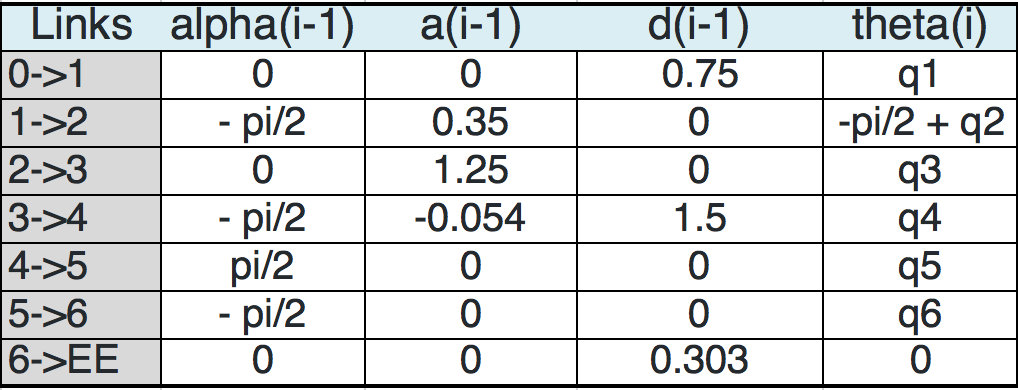 Links alpha(i-1) a(i-1) d(i-1) theta(i)
0->1 0 0 0.75 q1
1->2 - pi/2 0.35 0 -pi/2 + q2
2->3 0 1.25 0 q3
3->4 - pi/2 -0.054 1.5 q4
4->5 pi/2 0 0 q5
5->6 - pi/2 0 0 q6
6->EE 0 0 0.303 0